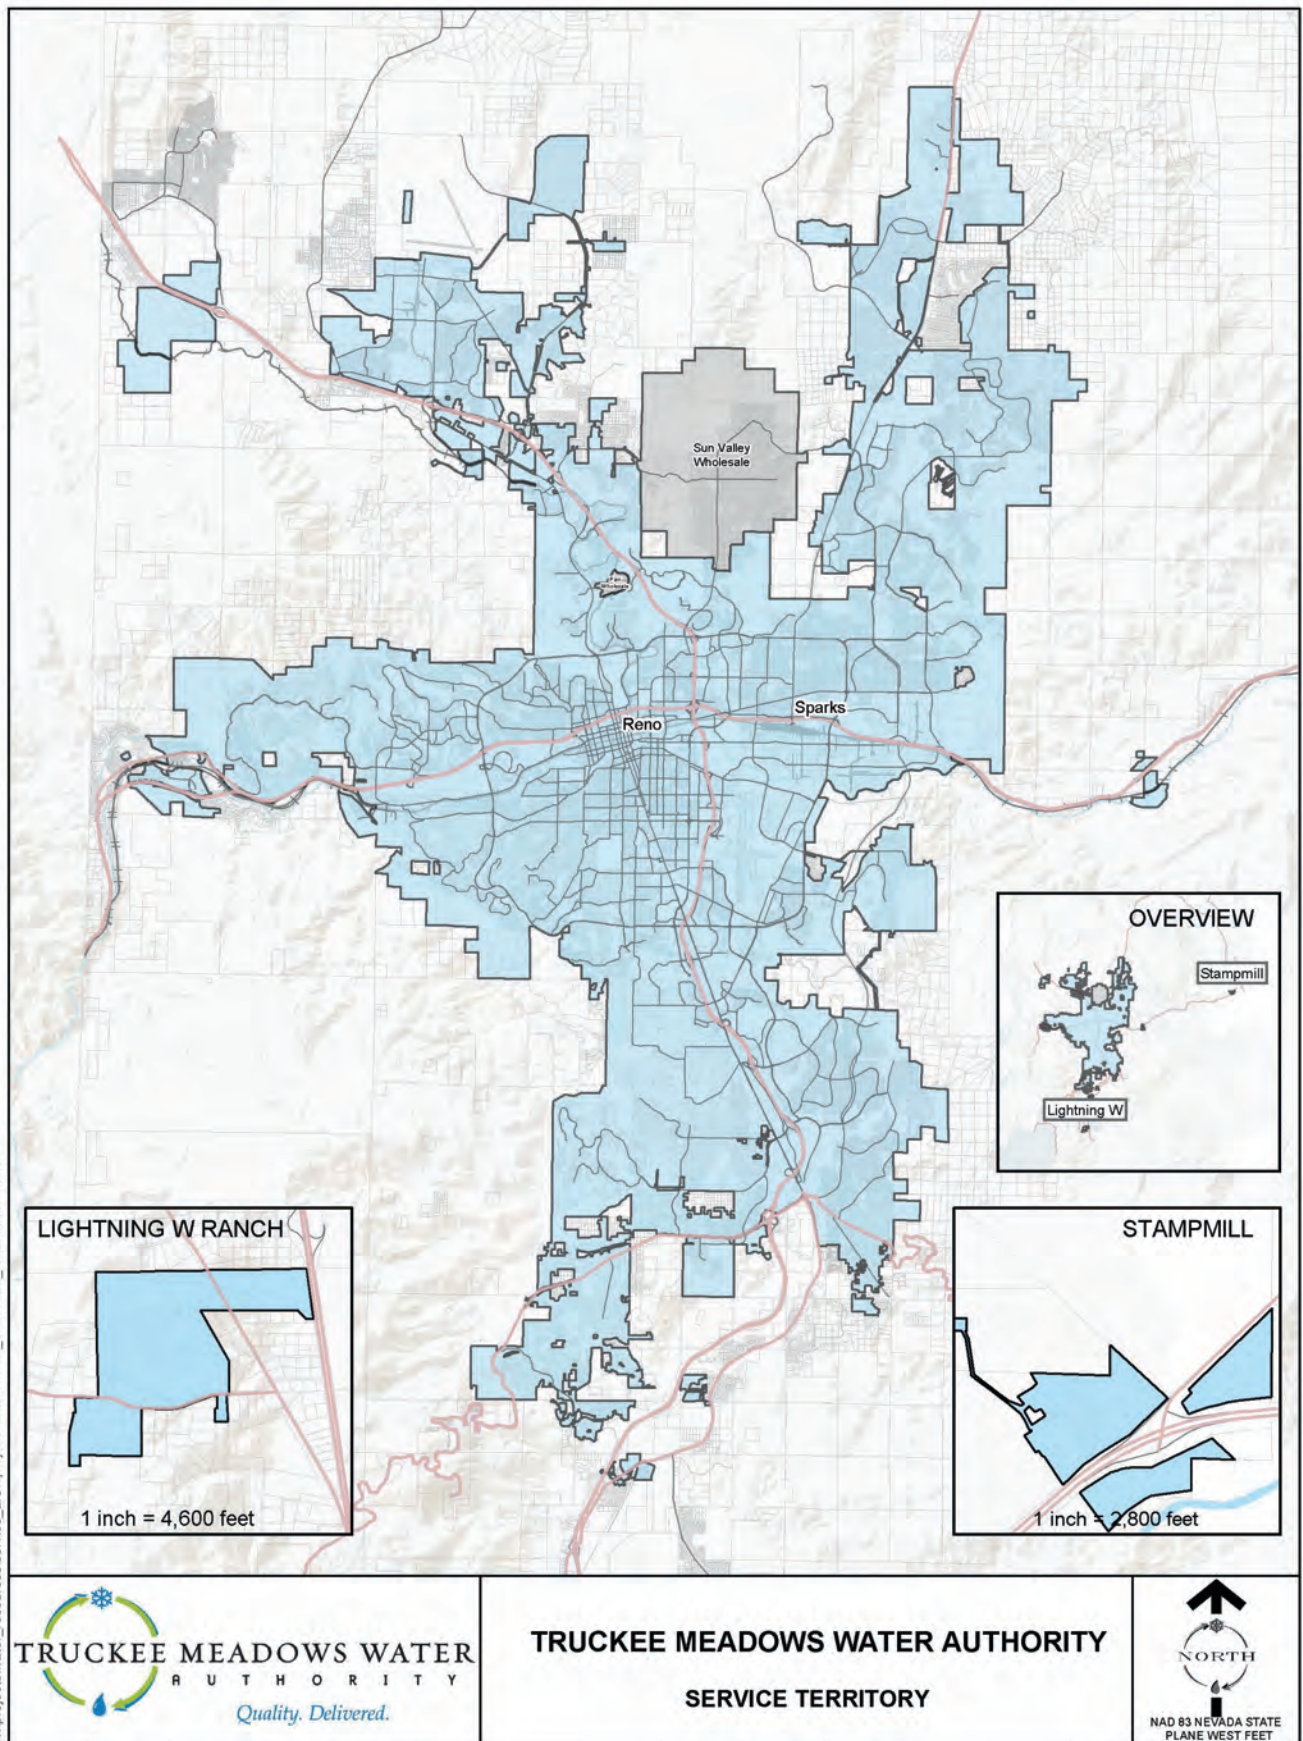 Sun Valley
Wholesale
Wholesale
Reno
Sparks
OVERVIEW
Stampmill
Lightning W
LIGHTNING W RANCH
1 inch = 4,600 feet
STAMPMILL
1 inch = 2,800 feet
TRUCKEE MEADOWS WATER
AUTHORITY
Quality. Delivered.
TRUCKEE MEADOWS WATER AUTHORITY
SERVICE TERRITORY
NORTH
NAD 83 NEVADA STATE
PLANE WEST FEET